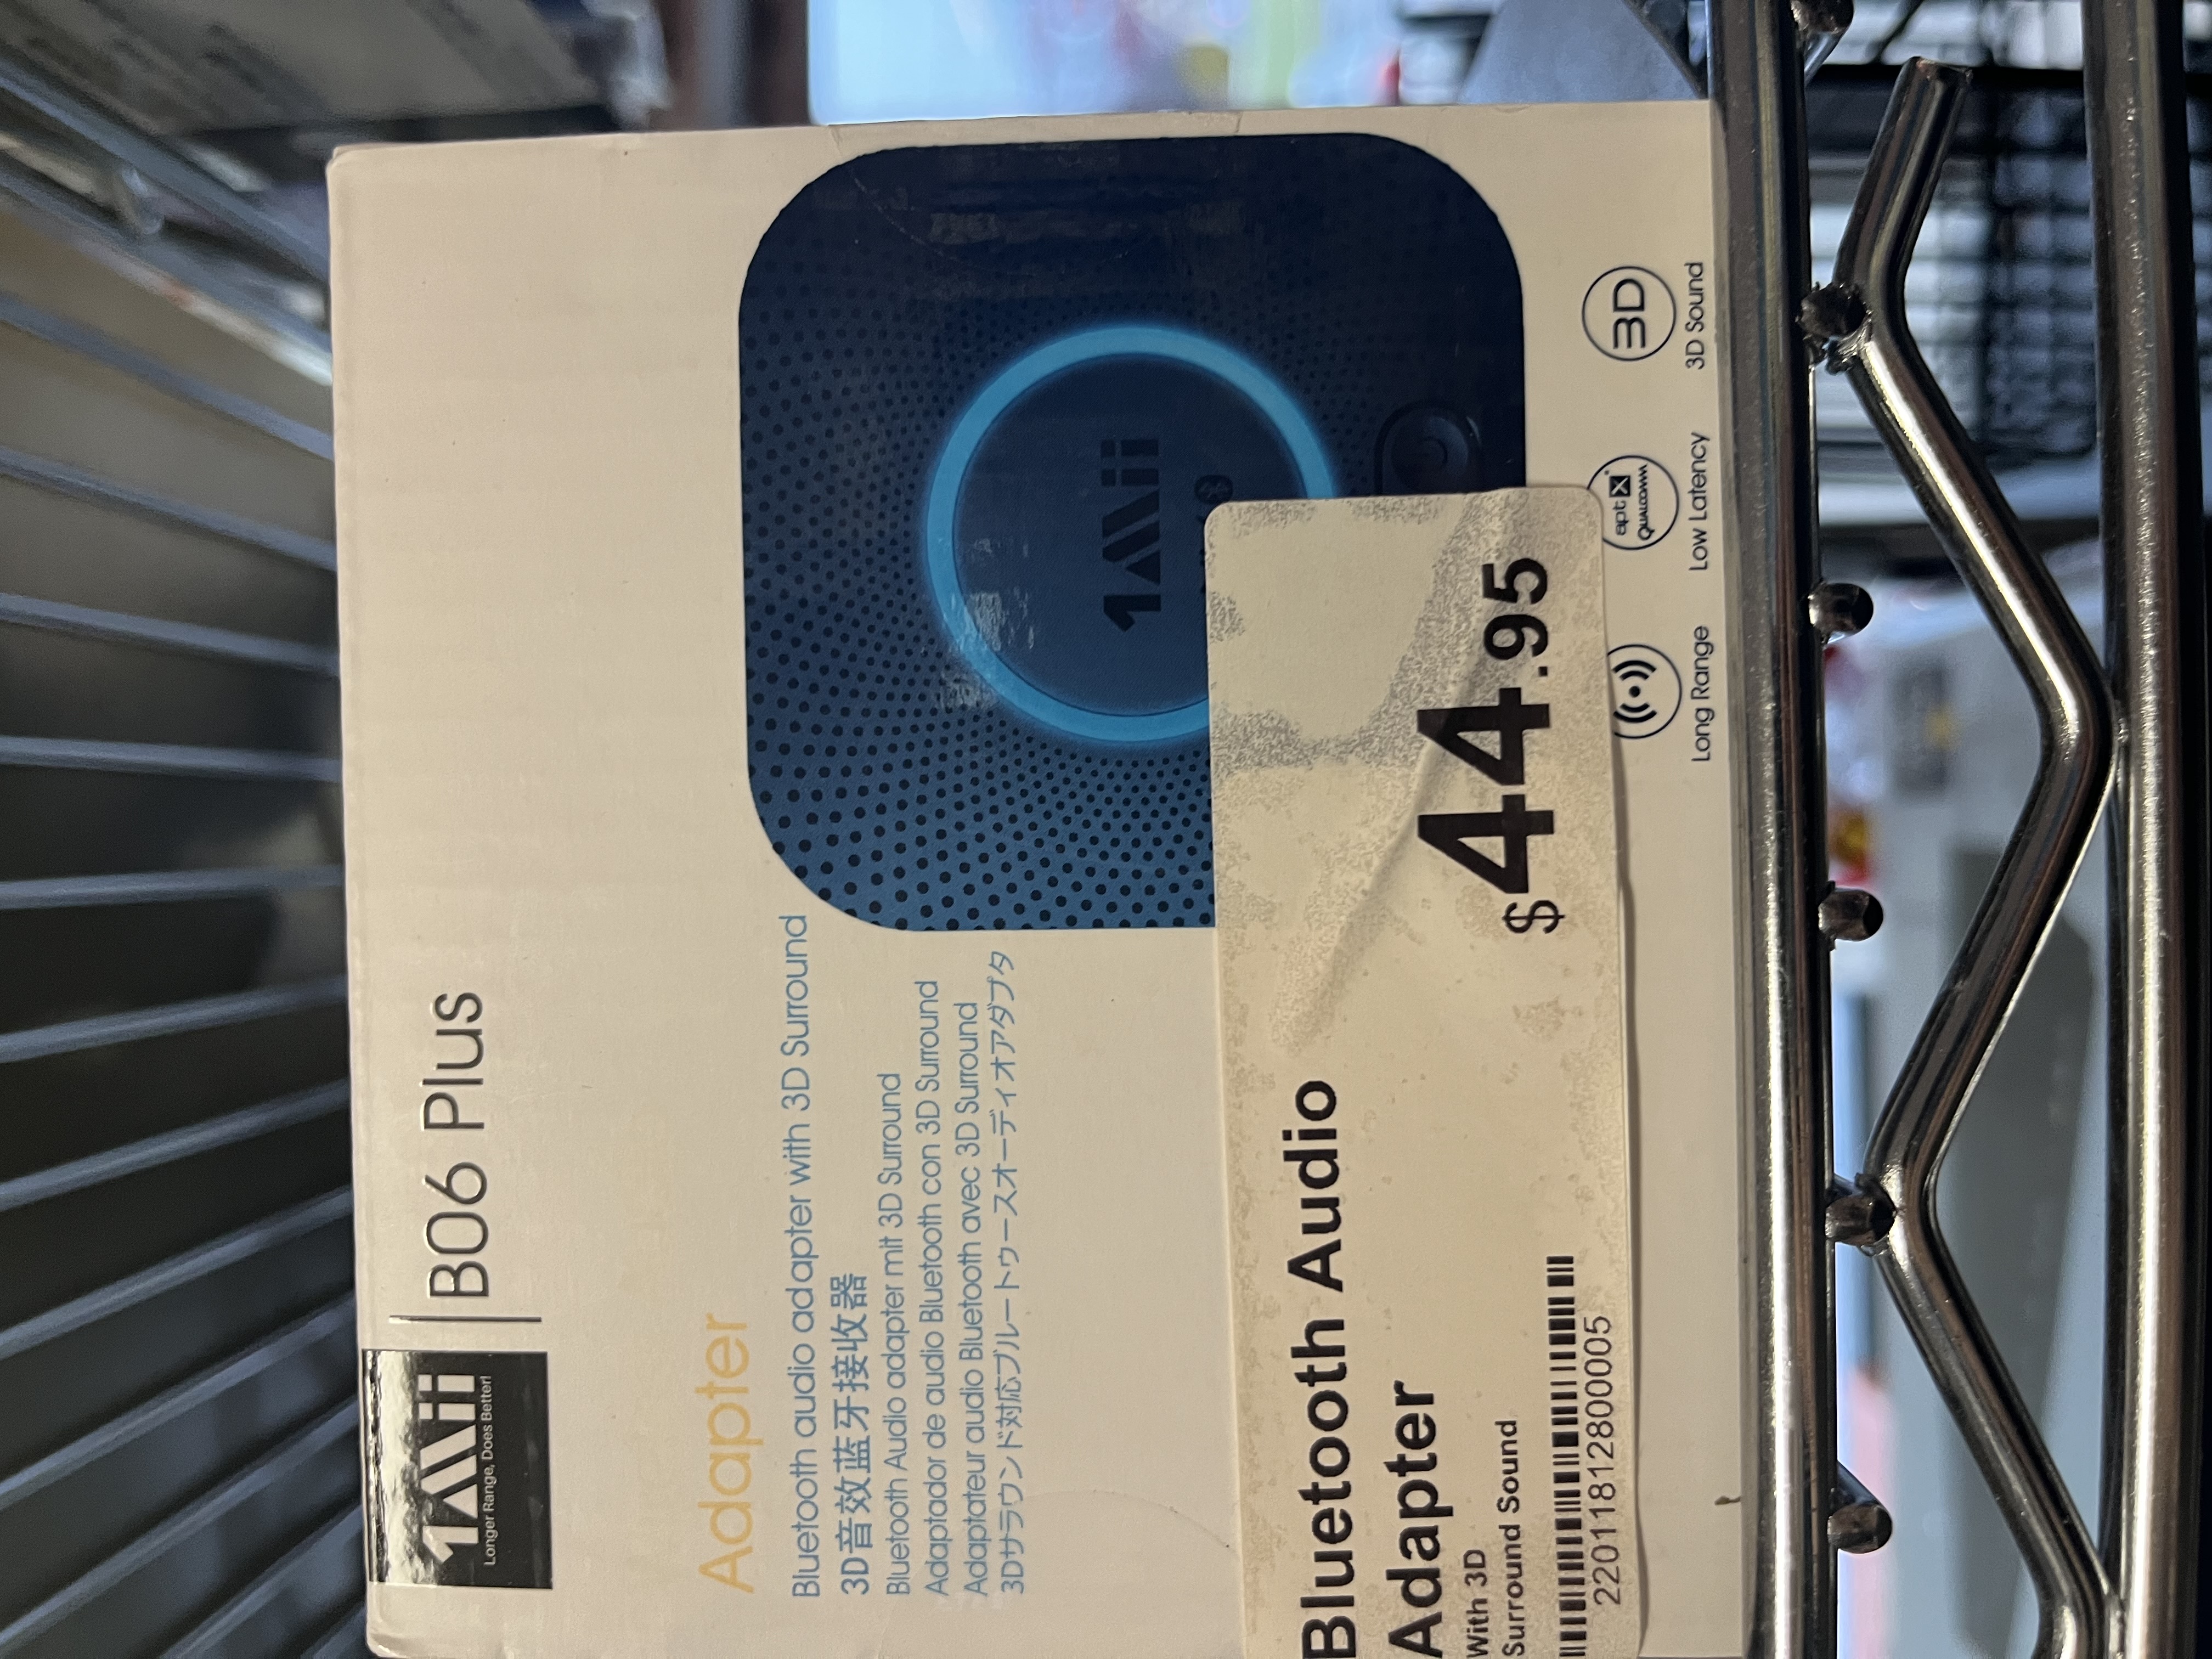 1Mii
Longer Range, Does Better!
B06 Plus
Adapter
Bluetooth audio adapter with 3D Surround
3D音效蓝牙接收器
Bluetooth Audio adapter mit 3D Surround
Adaptador de audio Bluetooth con 3D Surround
Adaptateur audio Bluetooth avec 3D Surround
3Dサラウンド対応ブルートゥースオーディオアダプタ
1Mii
Bluetooth Audio
Adapter
With 3D
Surround Sound
$44.95
2201181280005
aptX
Qualcomm
3D
Long Range
Low Latency
3D Sound